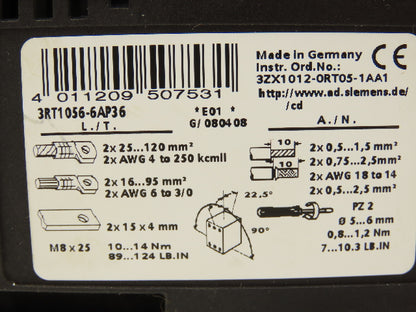 4 011209 507531
Made in Germany
Instr. Ord.No.:
3ZX1012-0RT05-1AA1
http://www.ad.siemens.de/
/cd
CE
3RT1056-6AP36
*E01*
G/080408
L./T.
A./N.
2x 25...120 mm²
2x AWG 4 to 250 kcmil
2x 16...95 mm²
2x AWG 6 to 3/0
2x 15 x 4 mm
M8 x 25
10...14 Nm
89...124 LB.IN
22,5°
90°
10
2x 0,5...1,5 mm²
2x 0,75...2,5mm²
10
2x AWG 18 to 14
2x 0,5...2,5 mm²
PZ 2
Ø 5...6mm
0,8...1,2 Nm
7...10.3 LB.IN